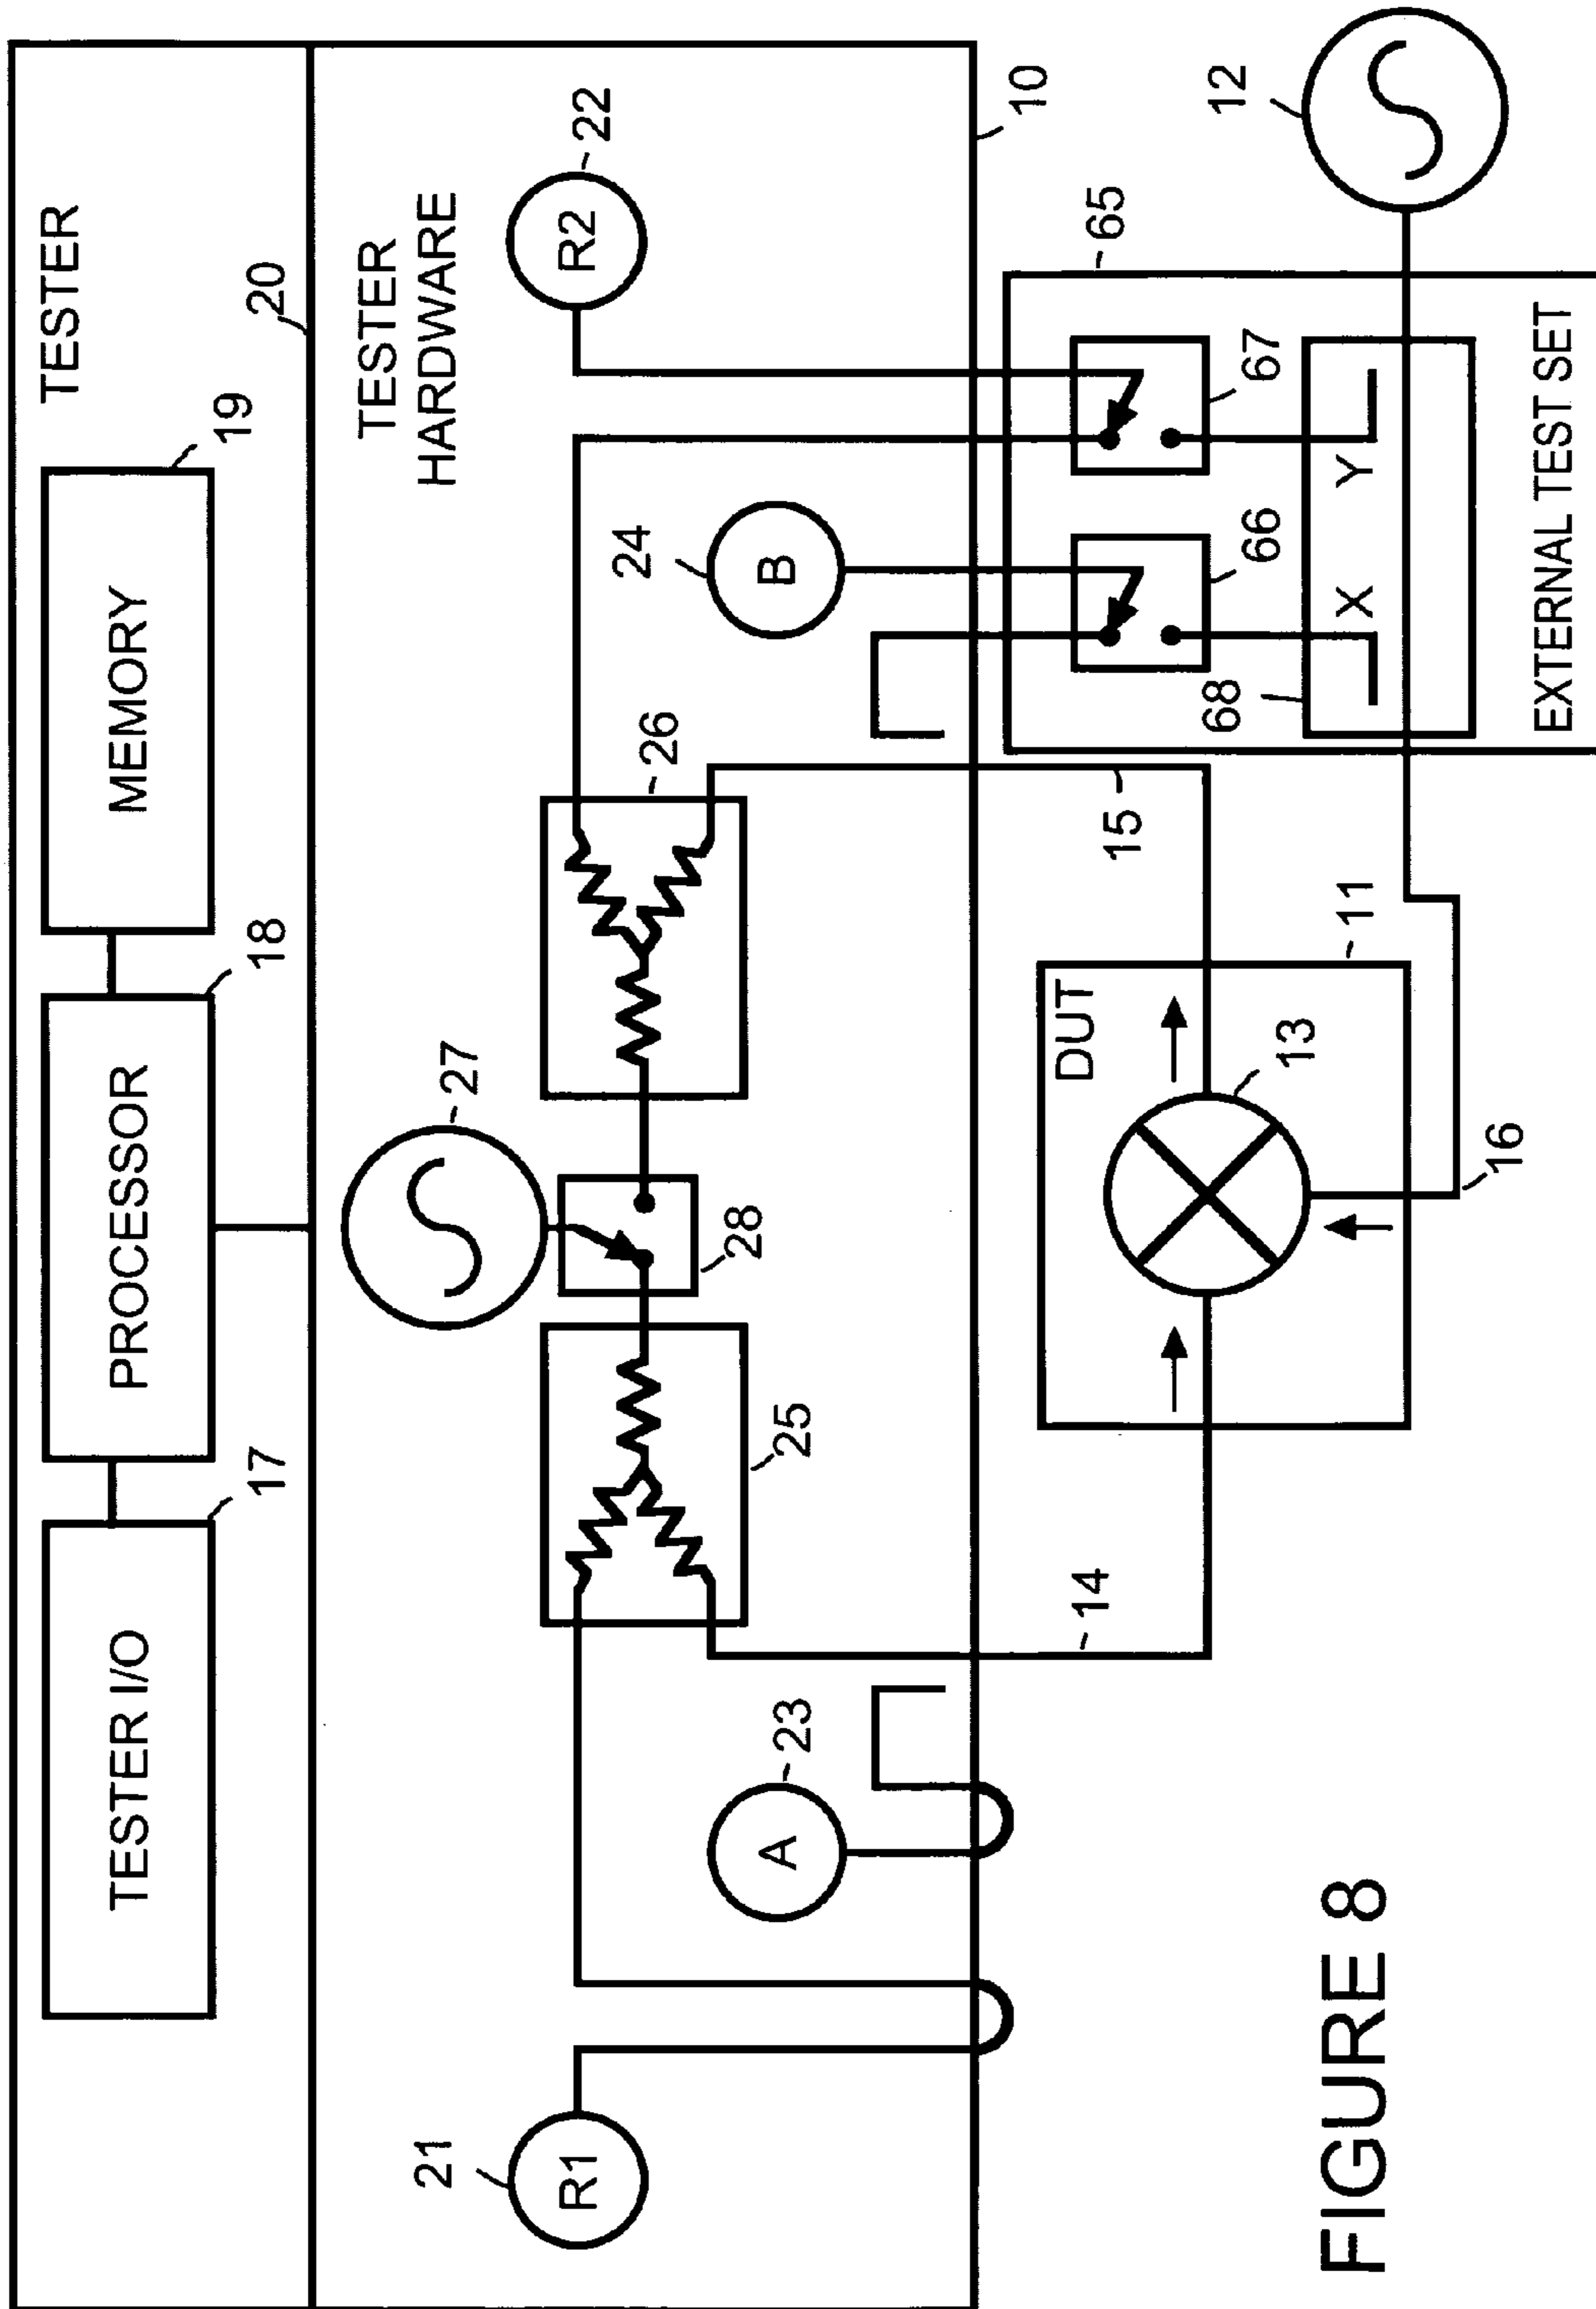 TESTER
TESTER I/O
PROCESSOR
MEMORY
17
18
19
20
TESTER
HARDWARE
27
21
R1
R2
22
26
28
25
23
A
24
B
10
14
15
65
DUT
11
66
67
13
68
X
Y
12
16
EXTERNAL TEST SET
FIGURE 8